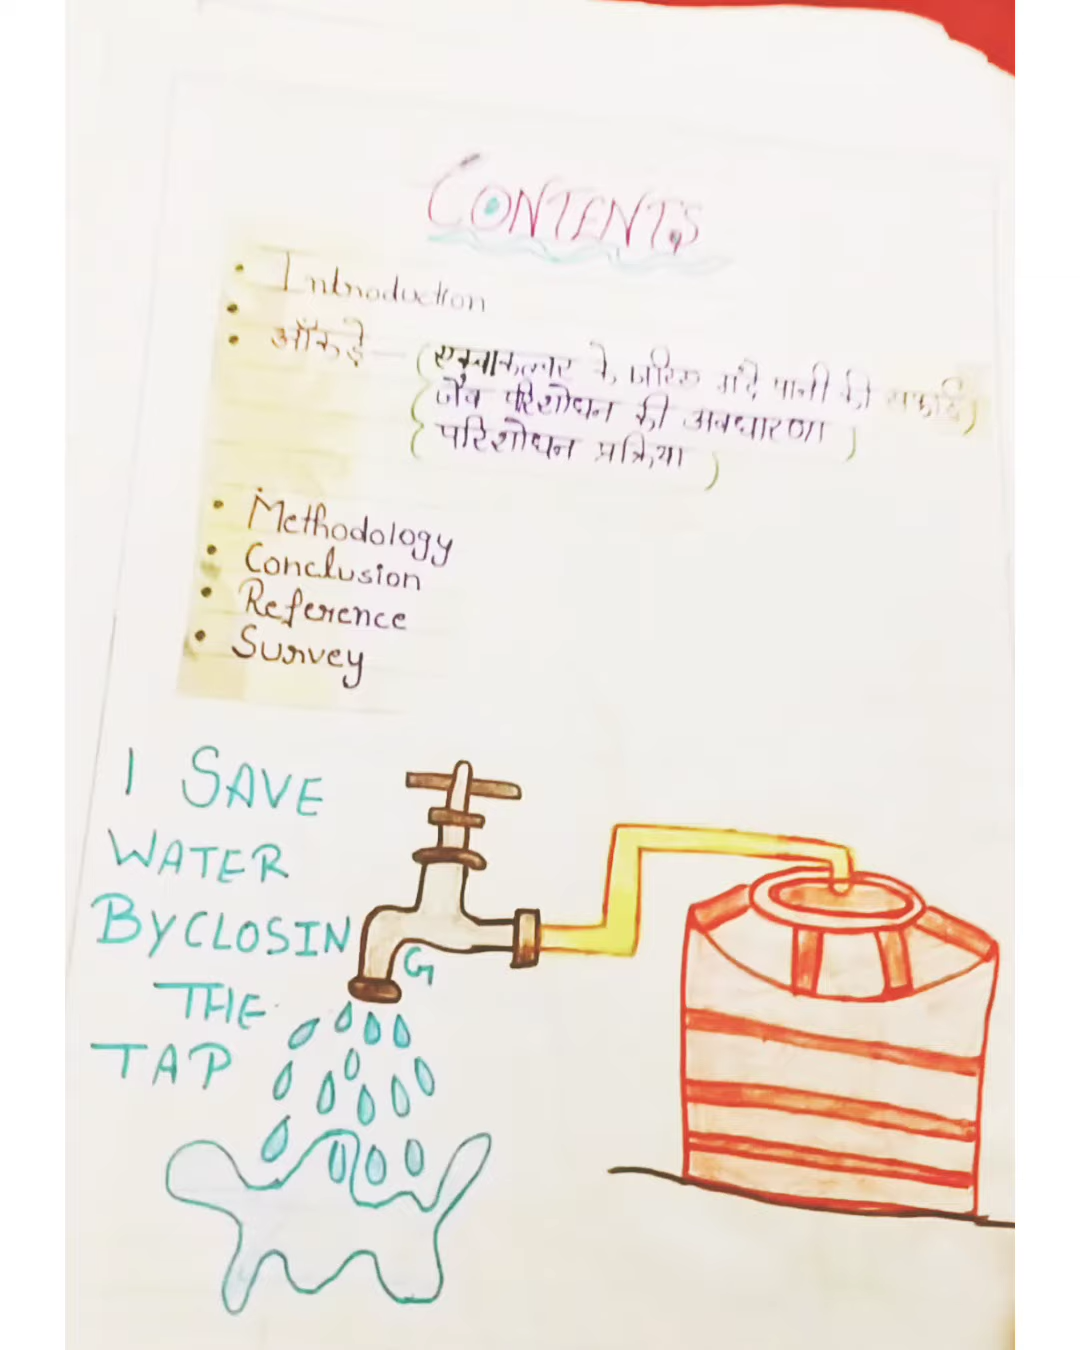 CONTENTS
Introduction
आँकड़े - (एक्वाकल्चर के जरिए गंदे पानी की सफाई)
(जैव परिशोधन की अवधारणा)
(परिशोधन प्रक्रिया)
Methodology
Conclusion
Reference
Survey
I SAVE
WATER
BYCLOSIN
G
THE
TAP